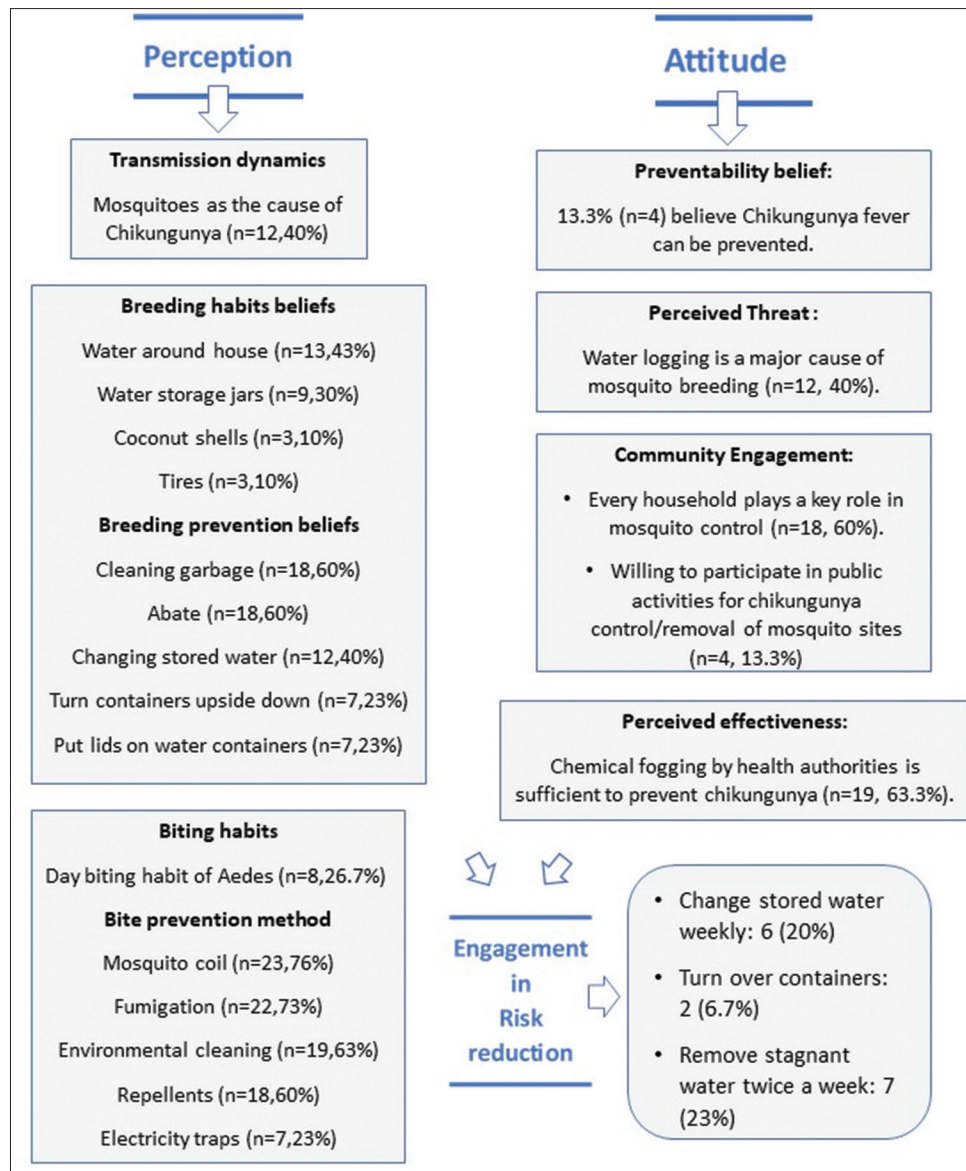 Perception
Transmission dynamics
Mosquitoes as the cause of
Chikungunya (n=12,40%)
Breeding habits beliefs
Water around house (n=13,43%)
Water storage jars (n=9,30%)
Coconut shells (n=3,10%)
Tires (n=3,10%)
Breeding prevention beliefs
Cleaning garbage (n=18,60%)
Abate (n=18,60%)
Changing stored water (n=12,40%)
Turn containers upside down (n=7,23%)
Put lids on water containers (n=7,23%)
Biting habits
Day biting habit of Aedes (n=8,26.7%)
Bite prevention method
Mosquito coil (n=23,76%)
Fumigation (n=22,73%)
Environmental cleaning (n=19,63%)
Repellents (n=18,60%)
Electricity traps (n=7,23%)
Attitude
Preventability belief:
13.3% (n=4) believe Chikungunya fever
can be prevented.
Perceived Threat :
Water logging is a major cause of
mosquito breeding (n=12, 40%).
Community Engagement:
• Every household plays a key role in
mosquito control (n=18, 60%).
• Willing to participate in public
activities for chikungunya
control/removal of mosquito sites
(n=4, 13.3%)
Perceived effectiveness:
Chemical fogging by health authorities is
sufficient to prevent chikungunya (n=19, 63.3%).
Engagement
in
Risk
reduction
• Change stored water
weekly: 6 (20%)
• Turn over containers:
2 (6.7%)
• Remove stagnant
water twice a week: 7
(23%)